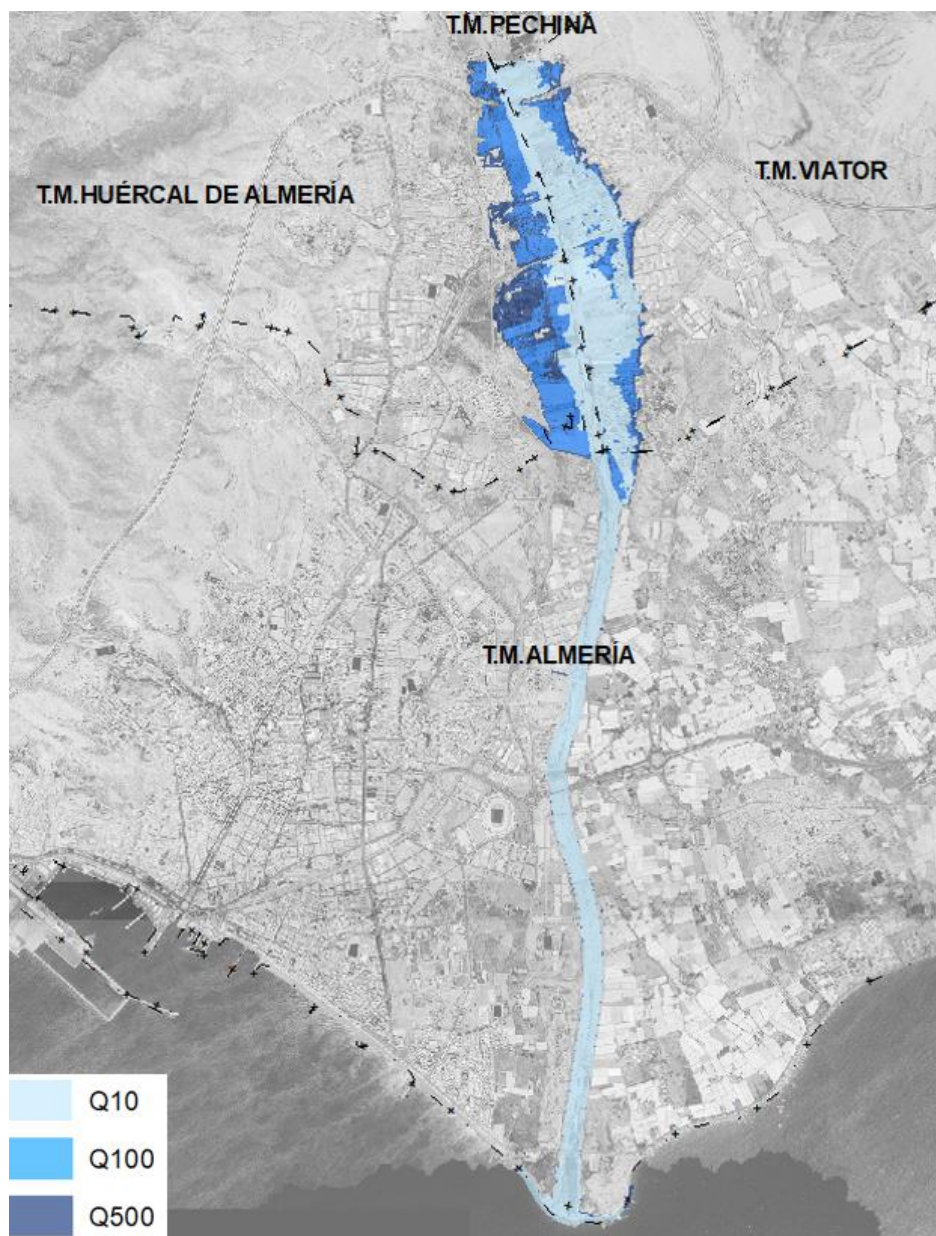 T.M.PECHINA
T.M.HUÉRCAL DE ALMERÍA
T.M.VIATOR
T.M.ALMERÍA
Q10
Q100
Q500